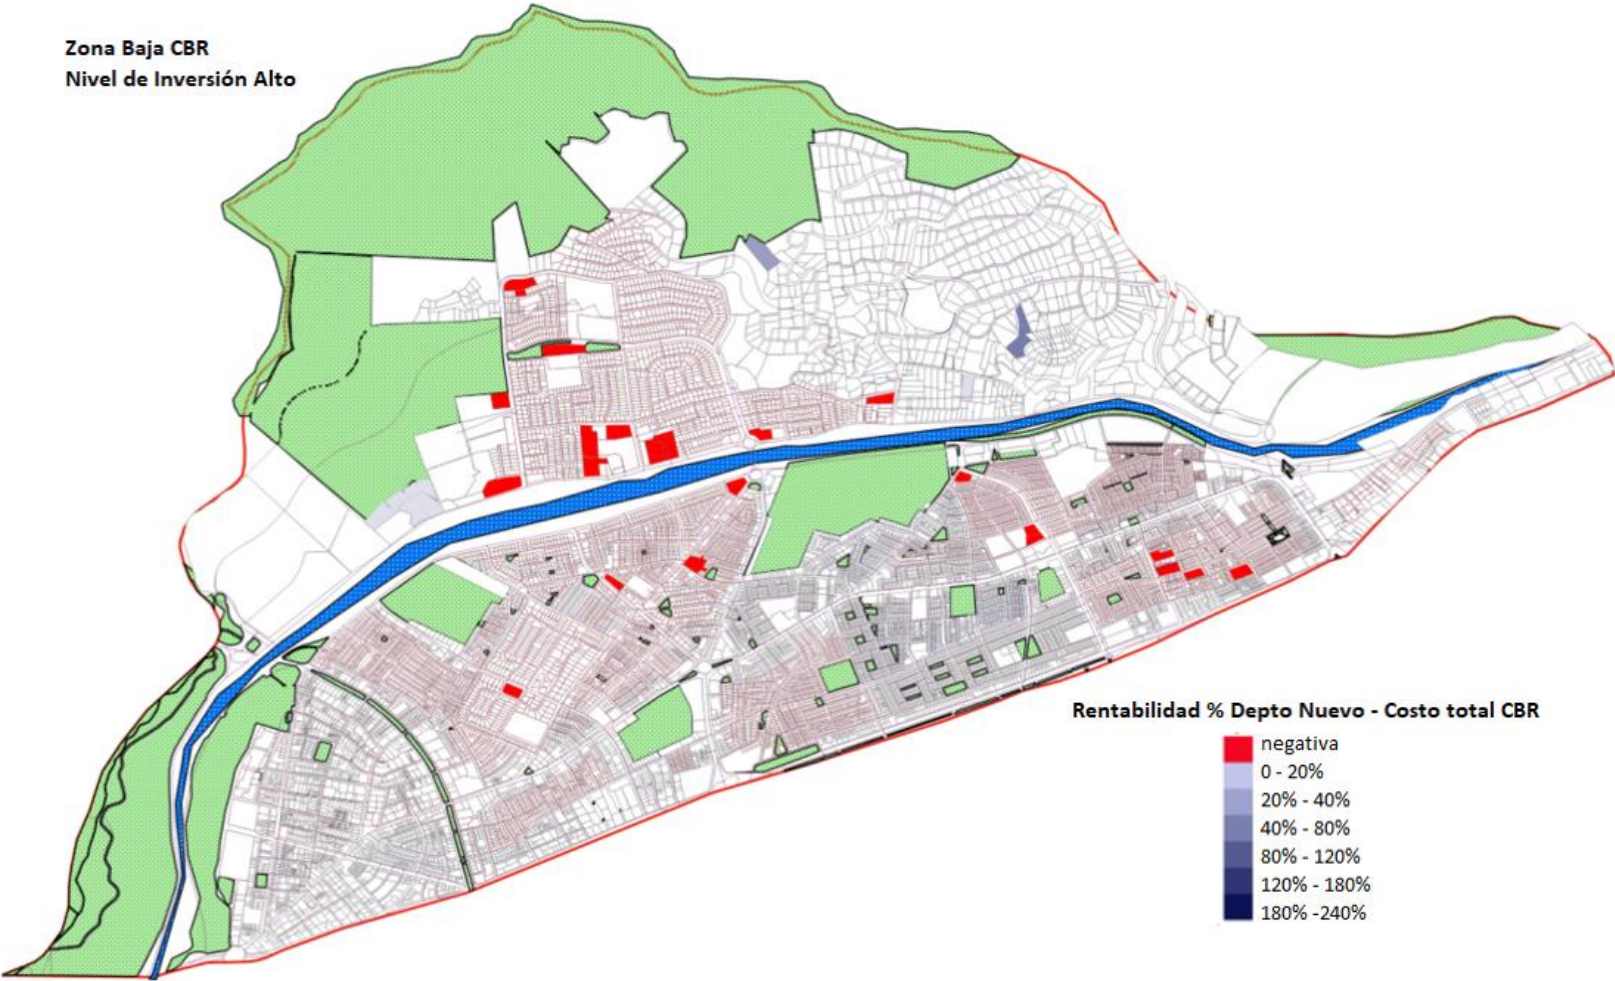 Zona Baja CBR
Nivel de Inversión Alto
Rentabilidad % Depto Nuevo - Costo total CBR
negativa
0 - 20%
20% - 40%
40% - 80%
80% - 120%
120% - 180%
180% -240%